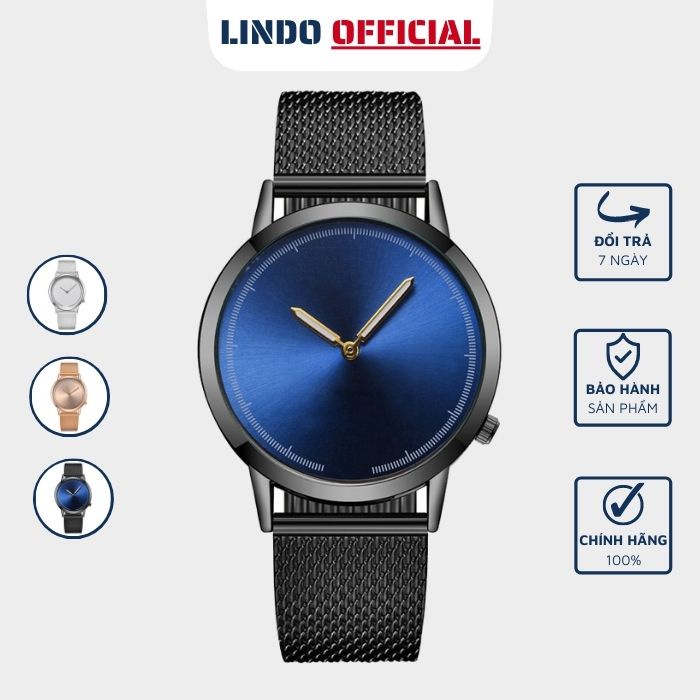 LINDO OFFICIAL
ĐỔI TRẢ
7 NGÀY
BẢO HÀNH
SẢN PHẨM
CHÍNH HÃNG
100%